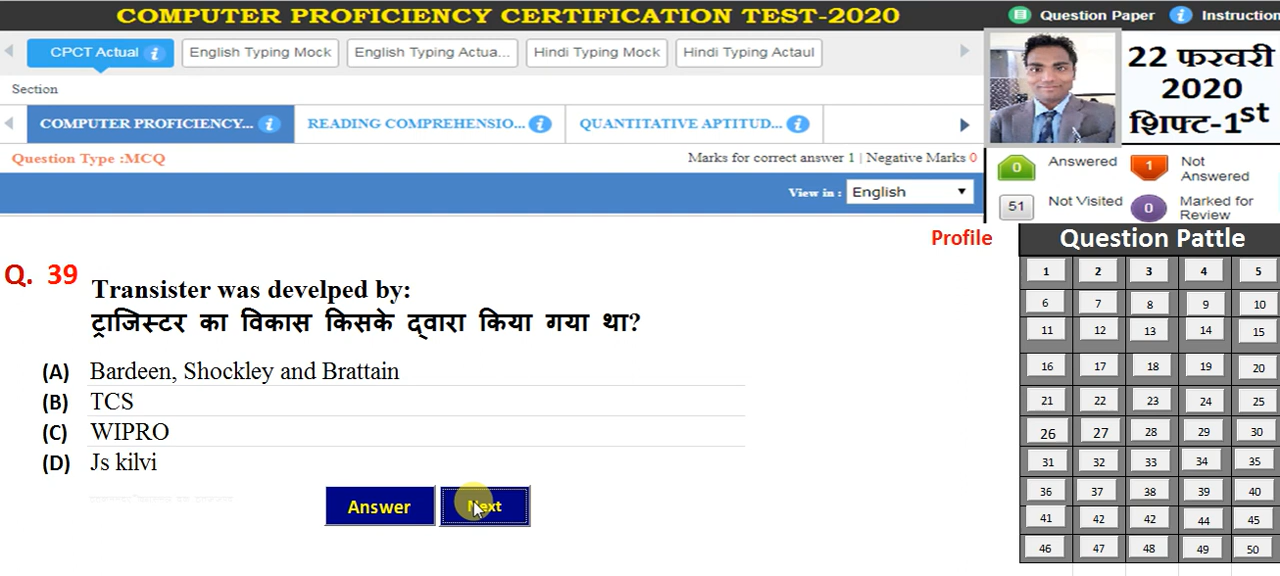 COMPUTER PROFICIENCY CERTIFICATION TEST-2020
Question Paper
Instruction
CPCT Actual
English Typing Mock
English Typing Actua...
Hindi Typing Mock
Hindi Typing Actaul
22 फरवरी
2020
शिफ्ट-1st
Section
COMPUTER PROFICIENCY...
READING COMPREHENSIO...
QUANTITATIVE APTITUD...
Question Type :MCQ
Marks for correct answer 1 | Negative Marks 0
0 Answered
1 Not Answered
View in : English
51 Not Visited
0 Marked for Review
Profile
Question Pattle
Q. 39
Transister was develped by:
ट्राजिस्टर का विकास किसके द्वारा किया गया था?
(A) Bardeen, Shockley and Brattain
(B) TCS
(C) WIPRO
(D) Js kilvi
Answer
Next
1 2 3 4 5
6 7 8 9 10
11 12 13 14 15
16 17 18 19 20
21 22 23 24 25
26 27 28 29 30
31 32 33 34 35
36 37 38 39 40
41 42 42 44 45
46 47 48 49 50